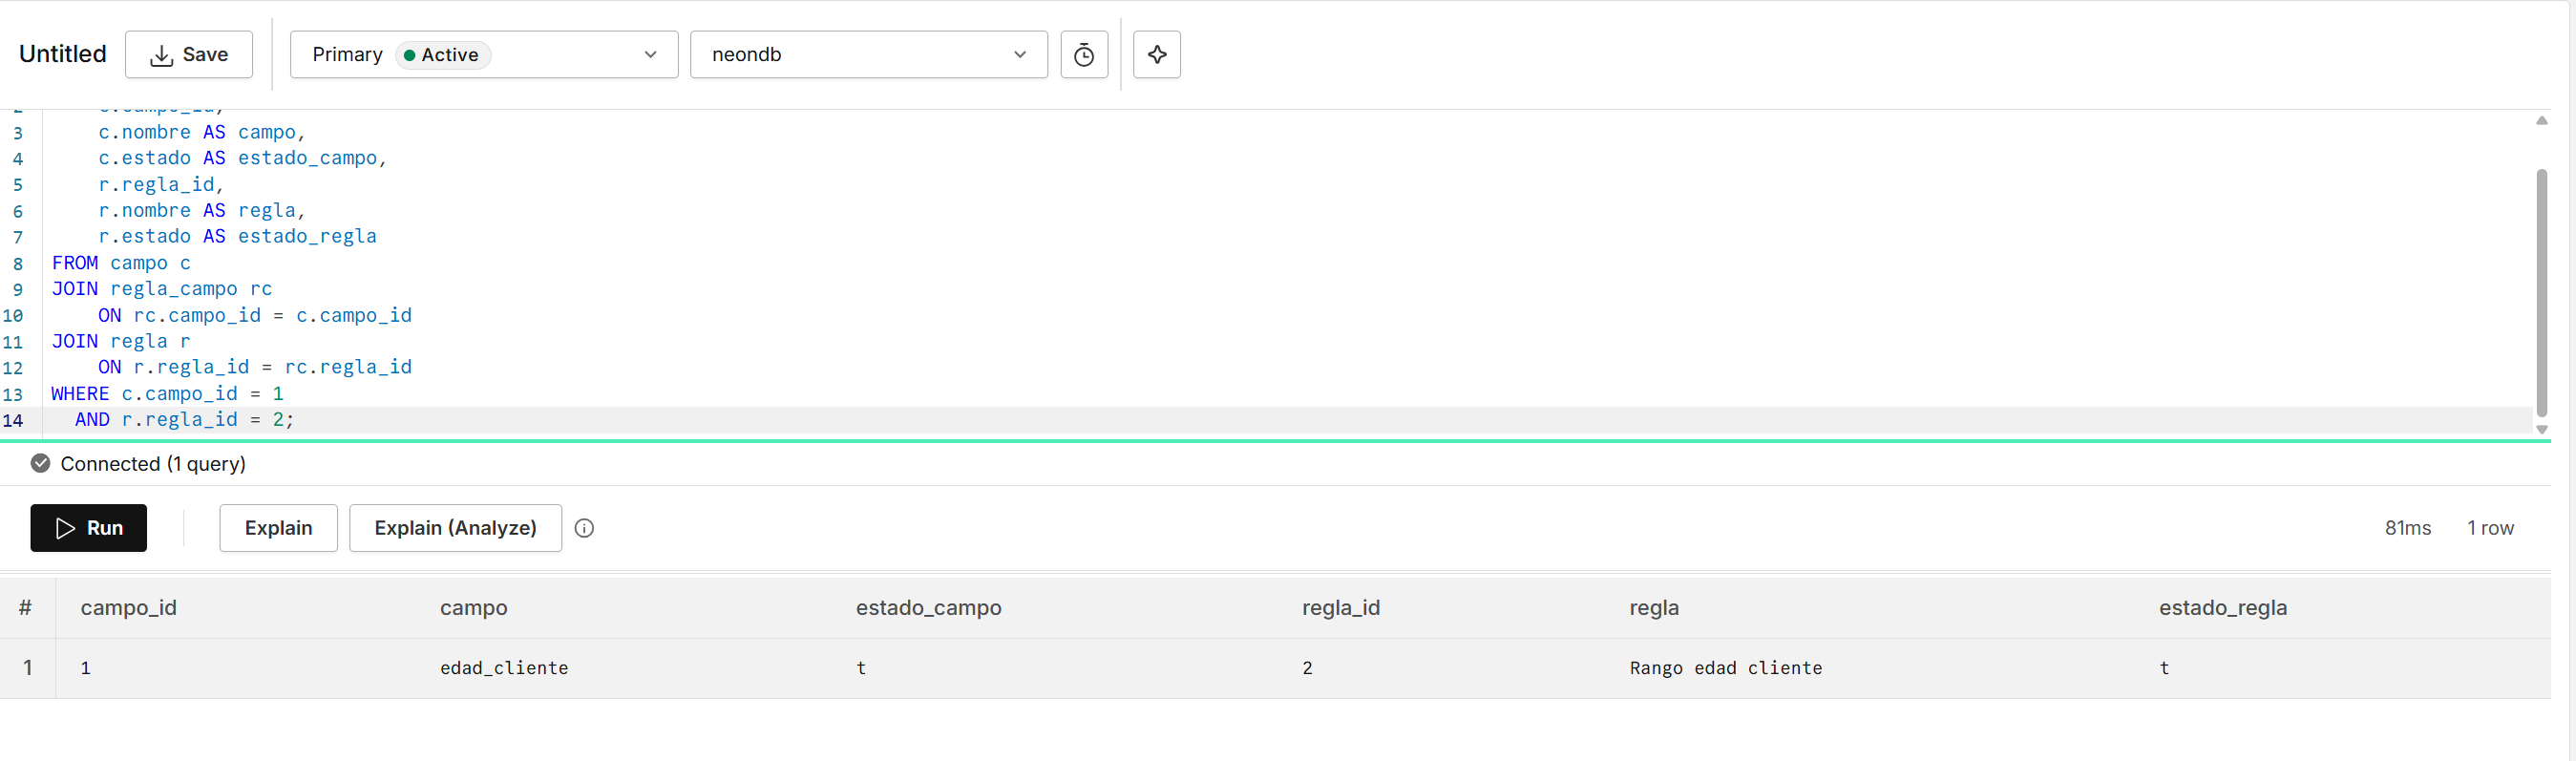 Untitled Save Primary Active neondb
2 c.campo_id,
3 c.nombre AS campo,
4 c.estado AS estado_campo,
5 r.regla_id,
6 r.nombre AS regla,
7 r.estado AS estado_regla
8 FROM campo c
9 JOIN regla_campo rc
10 ON rc.campo_id = c.campo_id
11 JOIN regla r
12 ON r.regla_id = rc.regla_id
13 WHERE c.campo_id = 1
14 AND r.regla_id = 2;
Connected (1 query)
Run Explain Explain (Analyze) 81ms 1 row
# campo_id campo estado_campo regla_id regla estado_regla
1 1 edad_cliente t 2 Rango edad cliente t